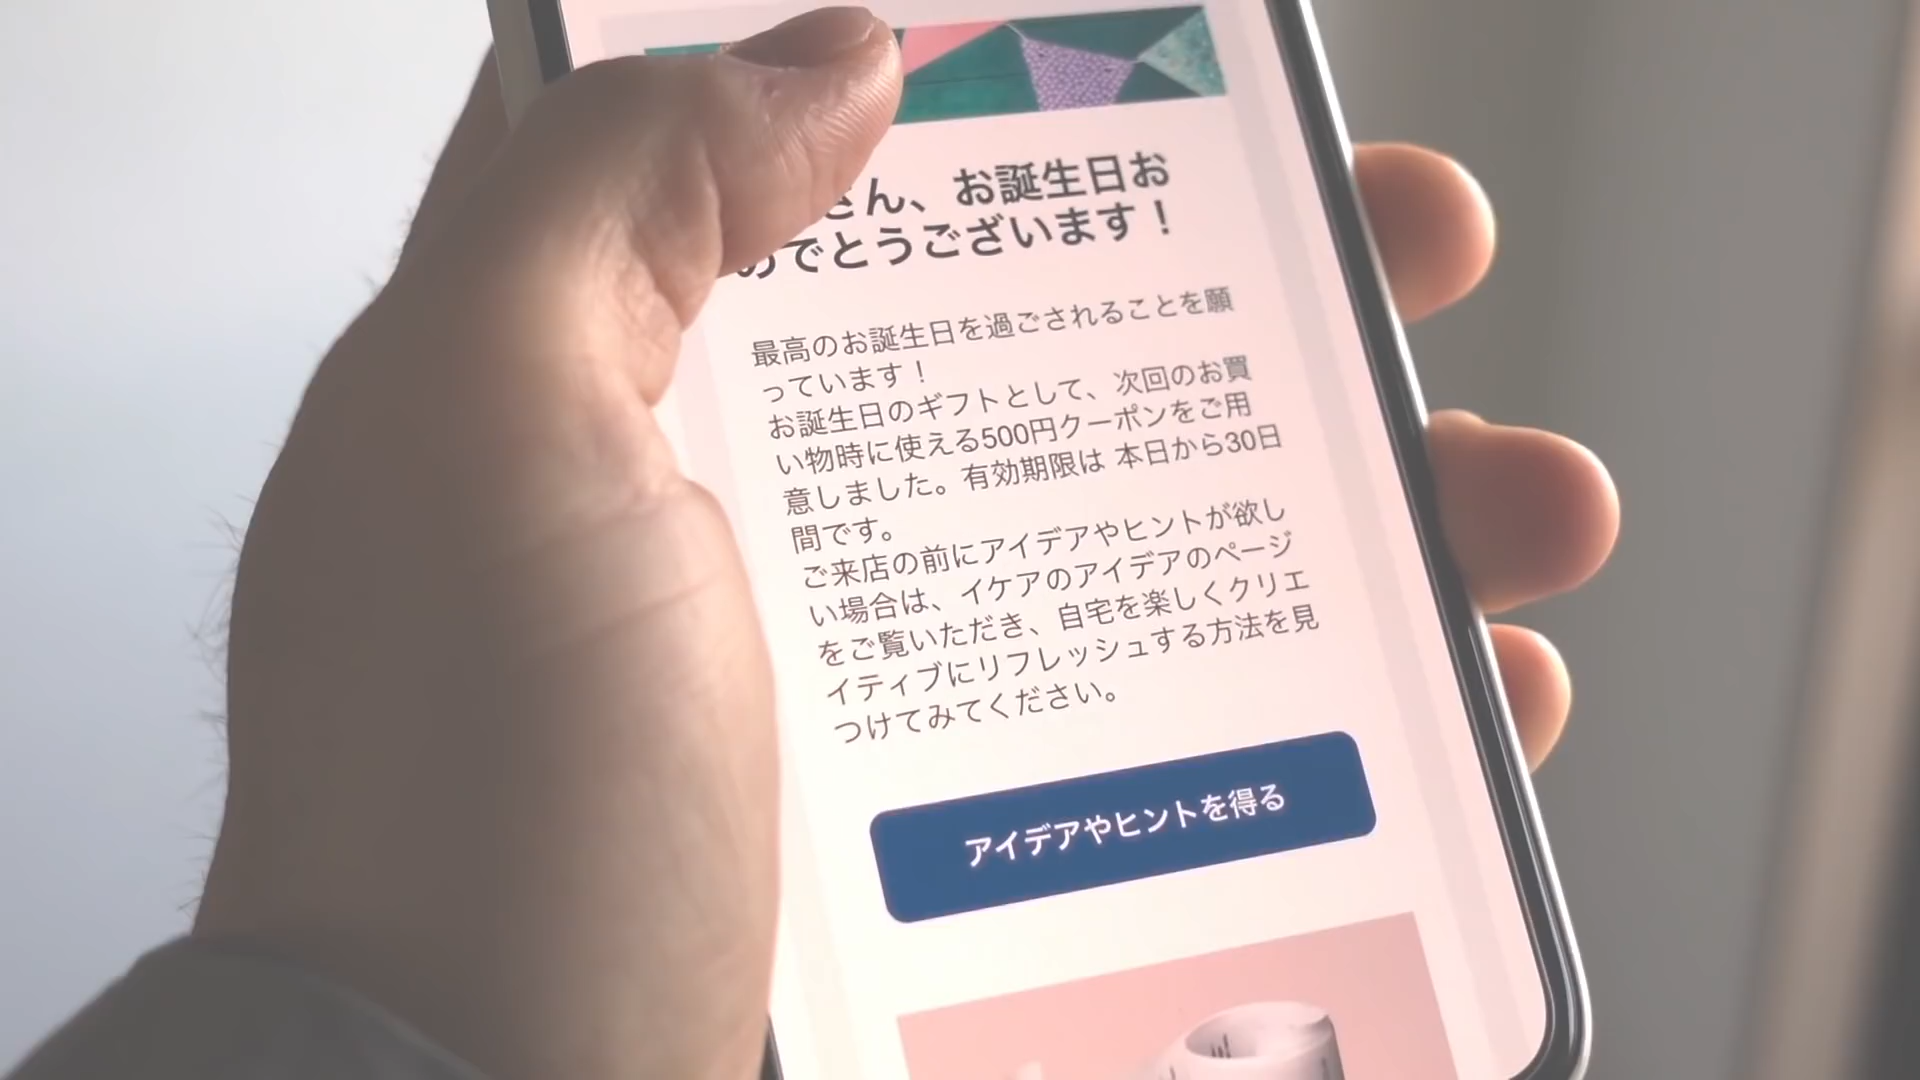 さん、お誕生日お
めでとうございます！
最高のお誕生日を過ごされることを願
っています！
お誕生日のギフトとして、次回のお買
い物時に使える500円クーポンをご用
意しました。有効期限は 本日から30日
間です。
ご来店の前にアイデアやヒントが欲し
い場合は、イケアのアイデアのページ
をご覧いただき、自宅を楽しくクリエ
イティブにリフレッシュする方法を見
つけてみてください。
アイデアやヒントを得る